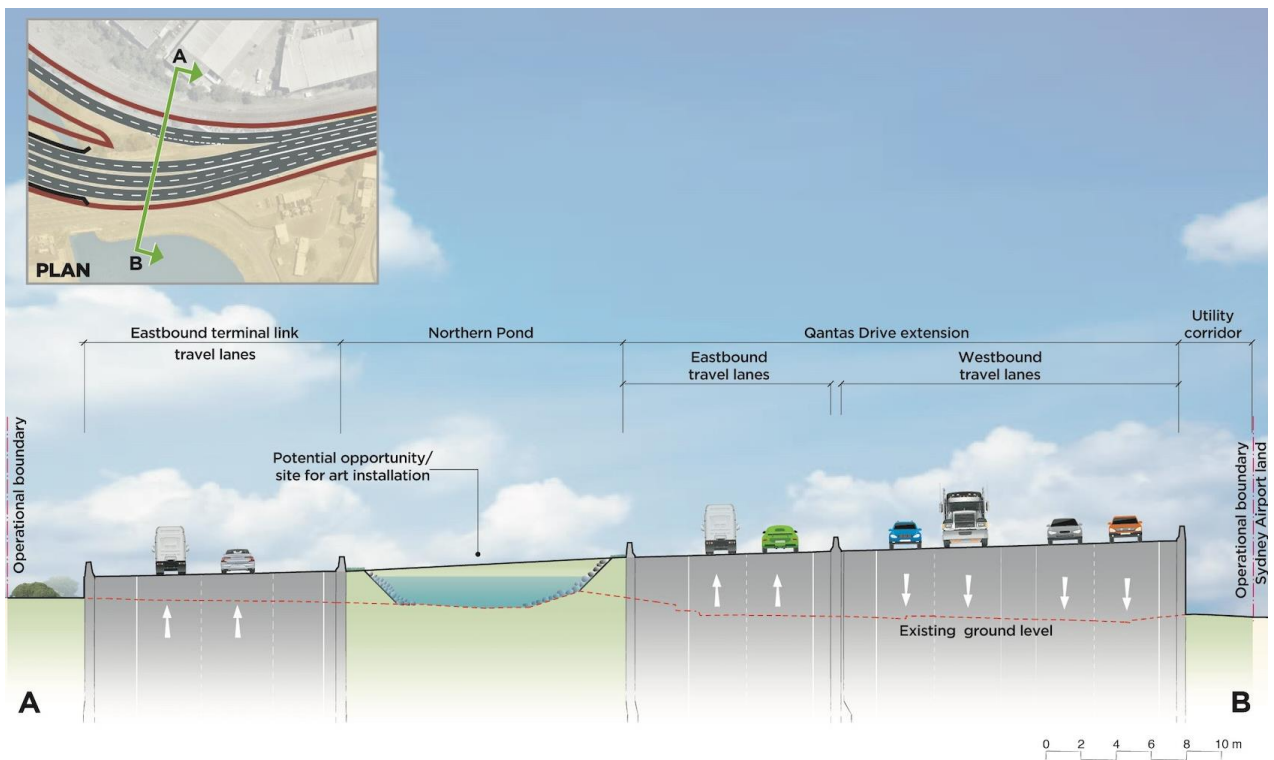 A
B
PLAN
Eastbound terminal link
travel lanes
Northern Pond
Qantas Drive extension
Utility
corridor
Eastbound
travel lanes
Westbound
travel lanes
Operational boundary
Potential opportunity/
site for art installation
Operational boundary
Sydney Airport land
Existing ground level
A
B
0 2 4 6 8 10 m